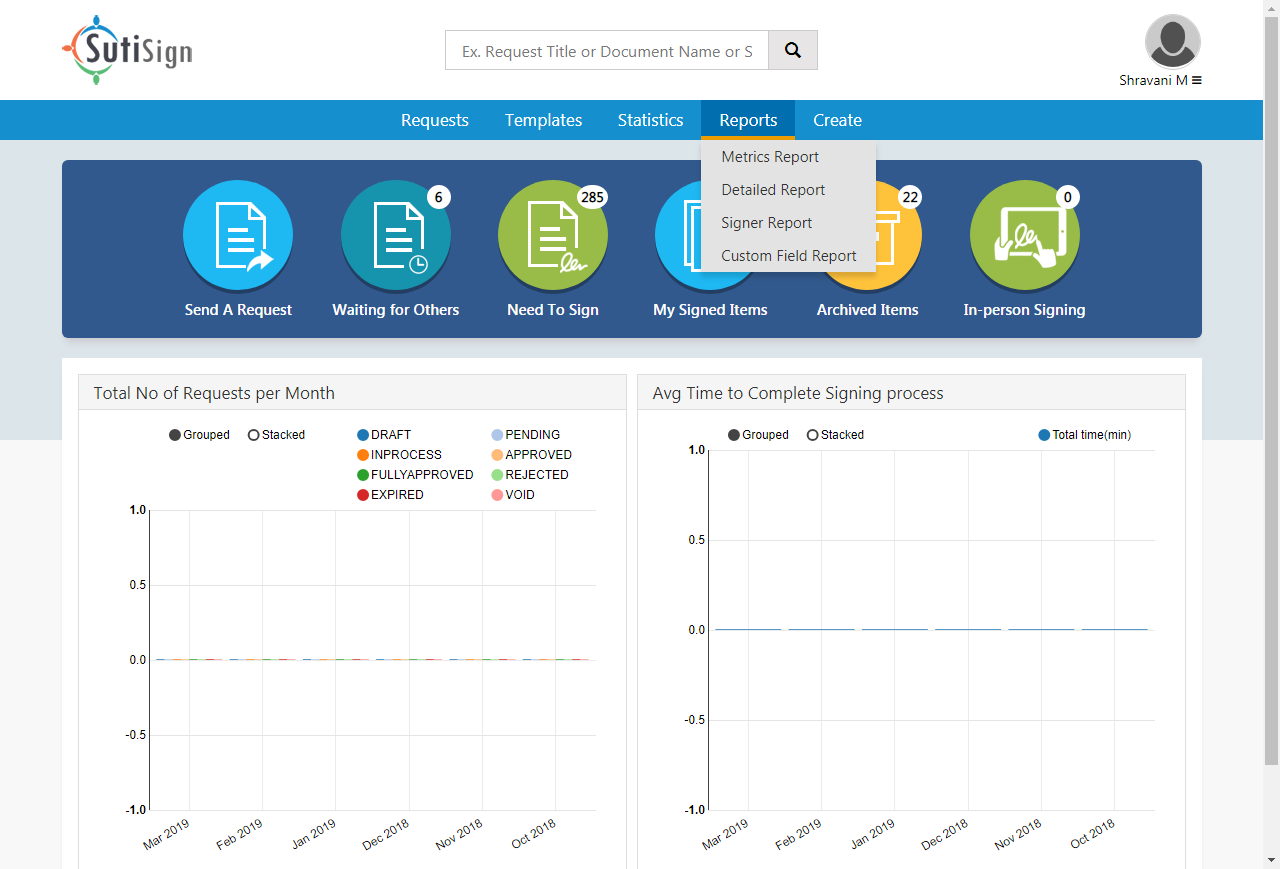 SutiSign
Ex. Request Title or Document Name or S
Shravani M
Requests
Templates
Statistics
Reports
Create
Metrics Report
Detailed Report
Signer Report
Custom Field Report
6
285
22
0
Send A Request
Waiting for Others
Need To Sign
My Signed Items
Archived Items
In-person Signing
Total No of Requests per Month
Grouped
Stacked
DRAFT
PENDING
INPROCESS
APPROVED
FULLYAPPROVED
REJECTED
EXPIRED
VOID
1.0
0.5
0.0
-0.5
-1.0
Mar 2019
Feb 2019
Jan 2019
Dec 2018
Nov 2018
Oct 2018
Avg Time to Complete Signing process
Grouped
Stacked
Total time(min)
1.0
0.5
0.0
-0.5
-1.0
Mar 2019
Feb 2019
Jan 2019
Dec 2018
Nov 2018
Oct 2018